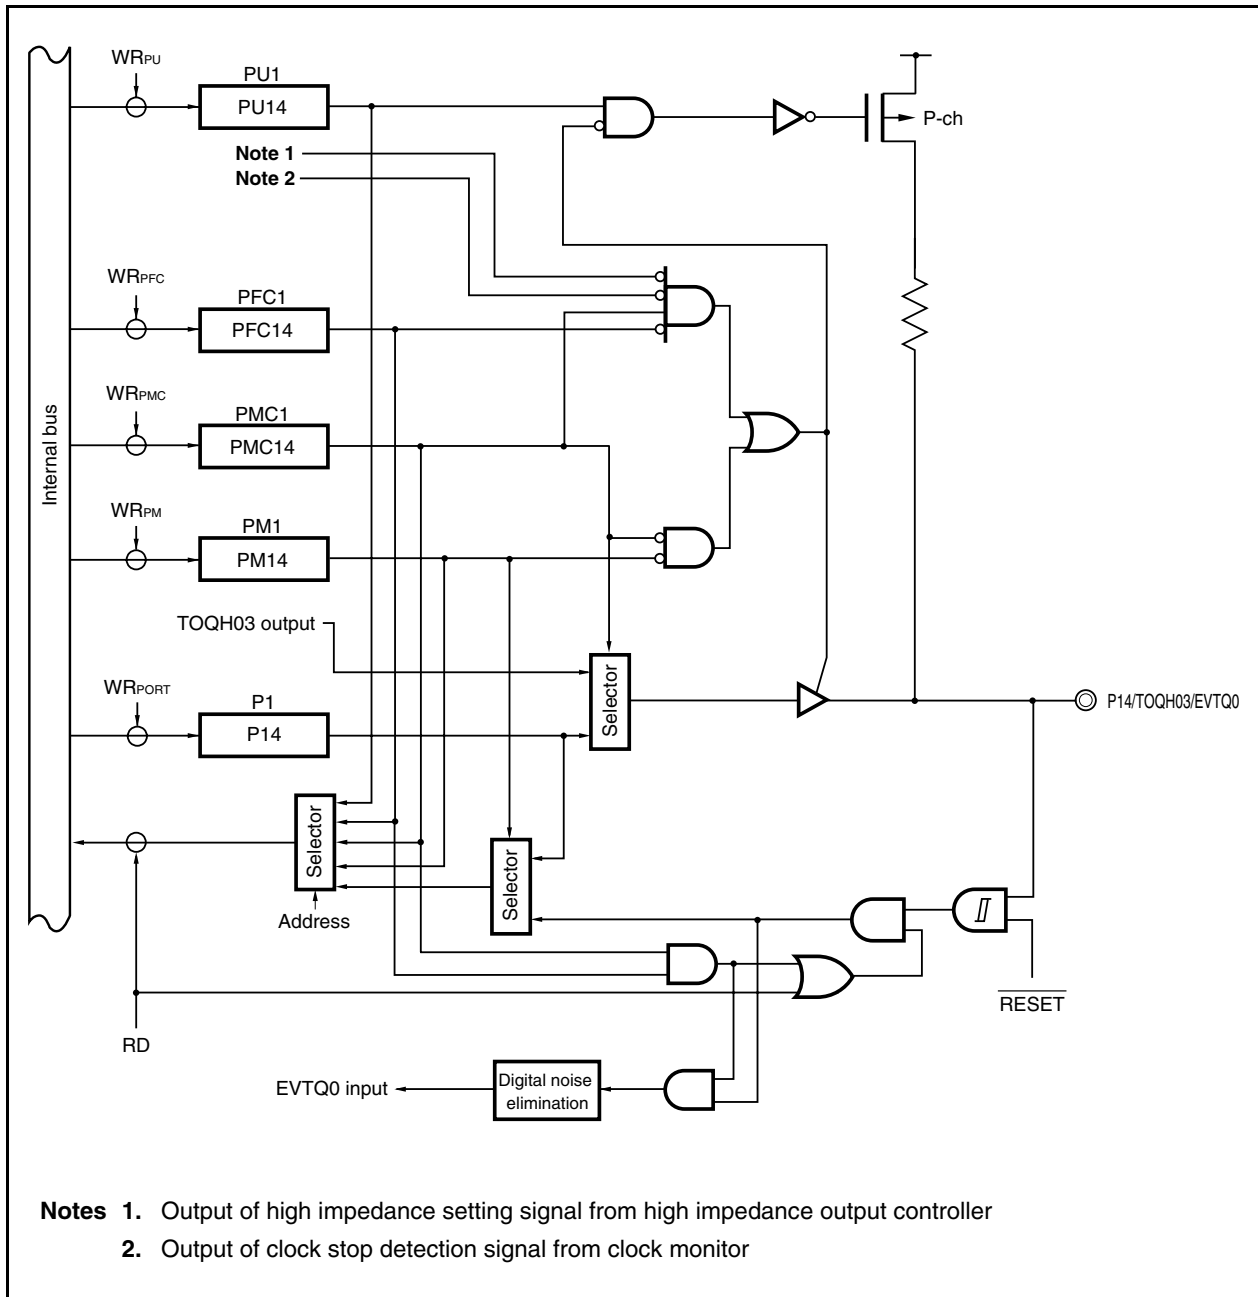 WRPU
PU1
PU14
P-ch
Note 1
Note 2
WRPFC
PFC1
PFC14
WRPMC
PMC1
PMC14
Internal bus
WRPM
PM1
PM14
TOQH03 output
WRPORT
P1
P14
Selector
P14/TOQH03/EVTQ0
Selector
Selector
Address
RESET
RD
EVTQ0 input
Digital noise
elimination
Notes 1. Output of high impedance setting signal from high impedance output controller
2. Output of clock stop detection signal from clock monitor